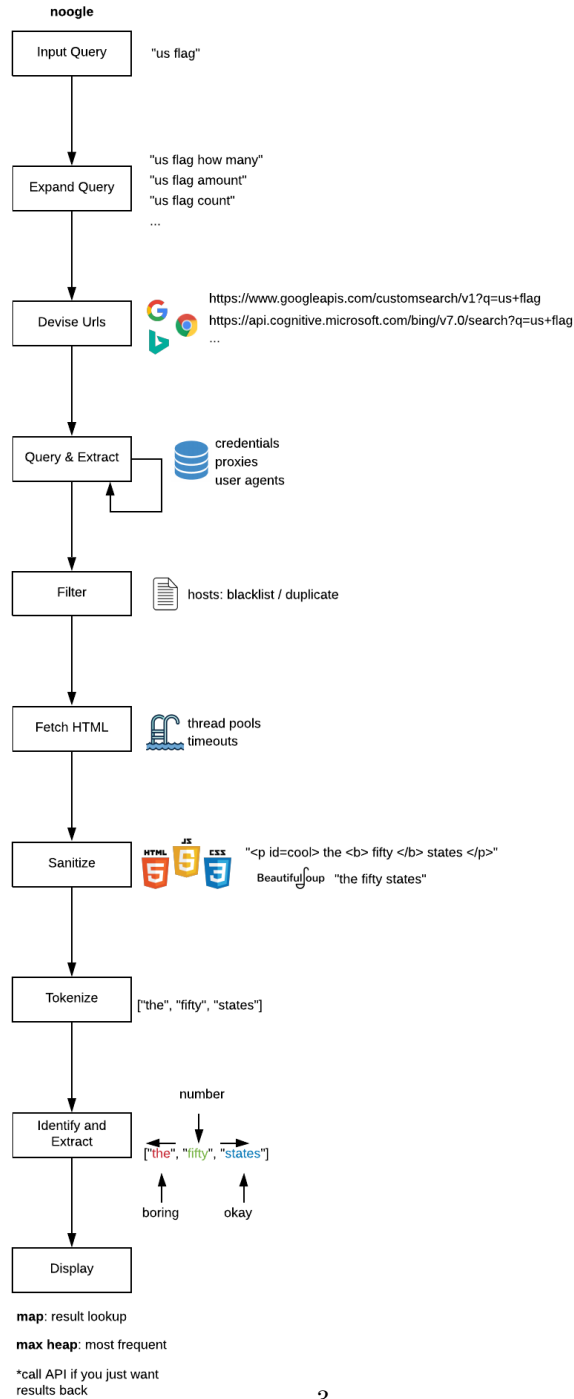 noogle
Input Query
"us flag"
Expand Query
"us flag how many"
"us flag amount"
"us flag count"
...
Devise Urls
https://www.googleapis.com/customsearch/v1?q=us+flag
https://api.cognitive.microsoft.com/bing/v7.0/search?q=us+flag
...
Query & Extract
credentials
proxies
user agents
Filter
hosts: blacklist / duplicate
Fetch HTML
thread pools
timeouts
Sanitize
HTML
5
JS
5
CSS
3
"<p id=cool> the <b> fifty </b> states </p>"
BeautifulSoup "the fifty states"
Tokenize
["the", "fifty", "states"]
number
Identify and
Extract
["the", "fifty", "states"]
boring
okay
Display
map: result lookup
max heap: most frequent
*call API if you just want
results back